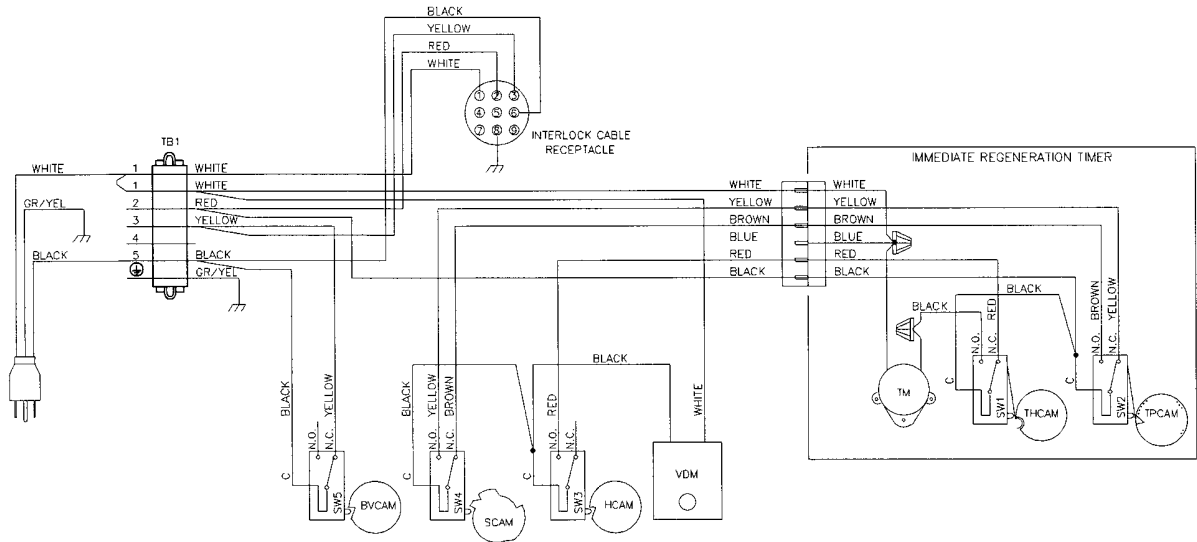 BLACK
YELLOW
RED
WHITE
1 2 3
4 5 6
7 8 9
INTERLOCK CABLE
RECEPTACLE
TB1
WHITE 1 WHITE
1 WHITE
GR/YEL 2 RED
3 YELLOW
4
BLACK 5 BLACK
GR/YEL
IMMEDIATE REGENERATION TIMER
WHITE WHITE
YELLOW YELLOW
BROWN BROWN
BLUE BLUE
RED RED
BLACK BLACK
BLACK
BLACK
RED
BROWN
YELLOW
N.O.
N.C.
C
SW1
THCAM
N.O.
N.C.
C
SW2
TPCAM
TM
BLACK
WHITE
BLACK
YELLOW
N.O.
N.C.
C
SW5
BVCAM
BLACK
YELLOW
BROWN
N.O.
N.C.
C
SW4
SCAM
RED
N.O.
N.C.
C
SW3
HCAM
VDM